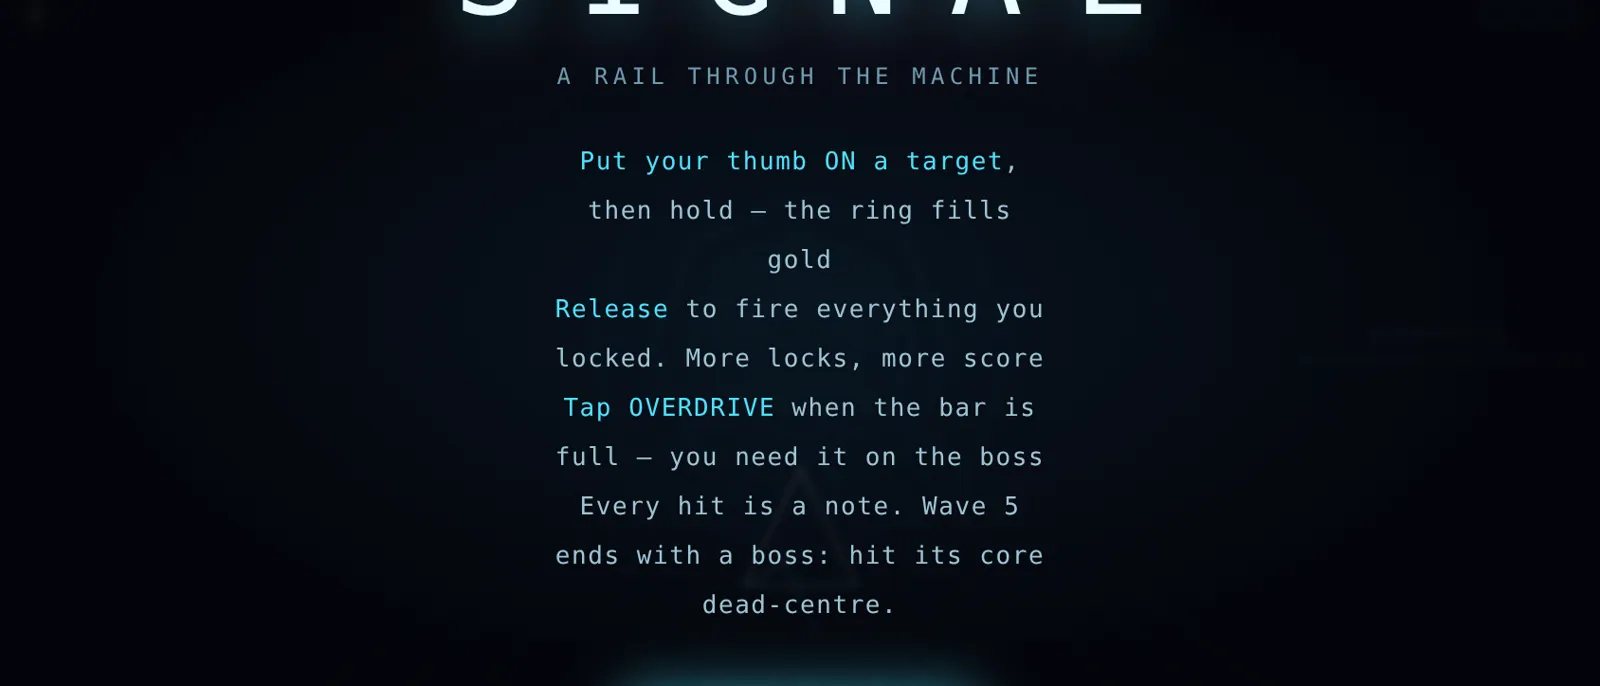 SIGNAL
A RAIL THROUGH THE MACHINE
Put your thumb ON a target,
then hold — the ring fills
gold
Release to fire everything you
locked. More locks, more score
Tap OVERDRIVE when the bar is
full — you need it on the boss
Every hit is a note. Wave 5
ends with a boss: hit its core
dead-centre.